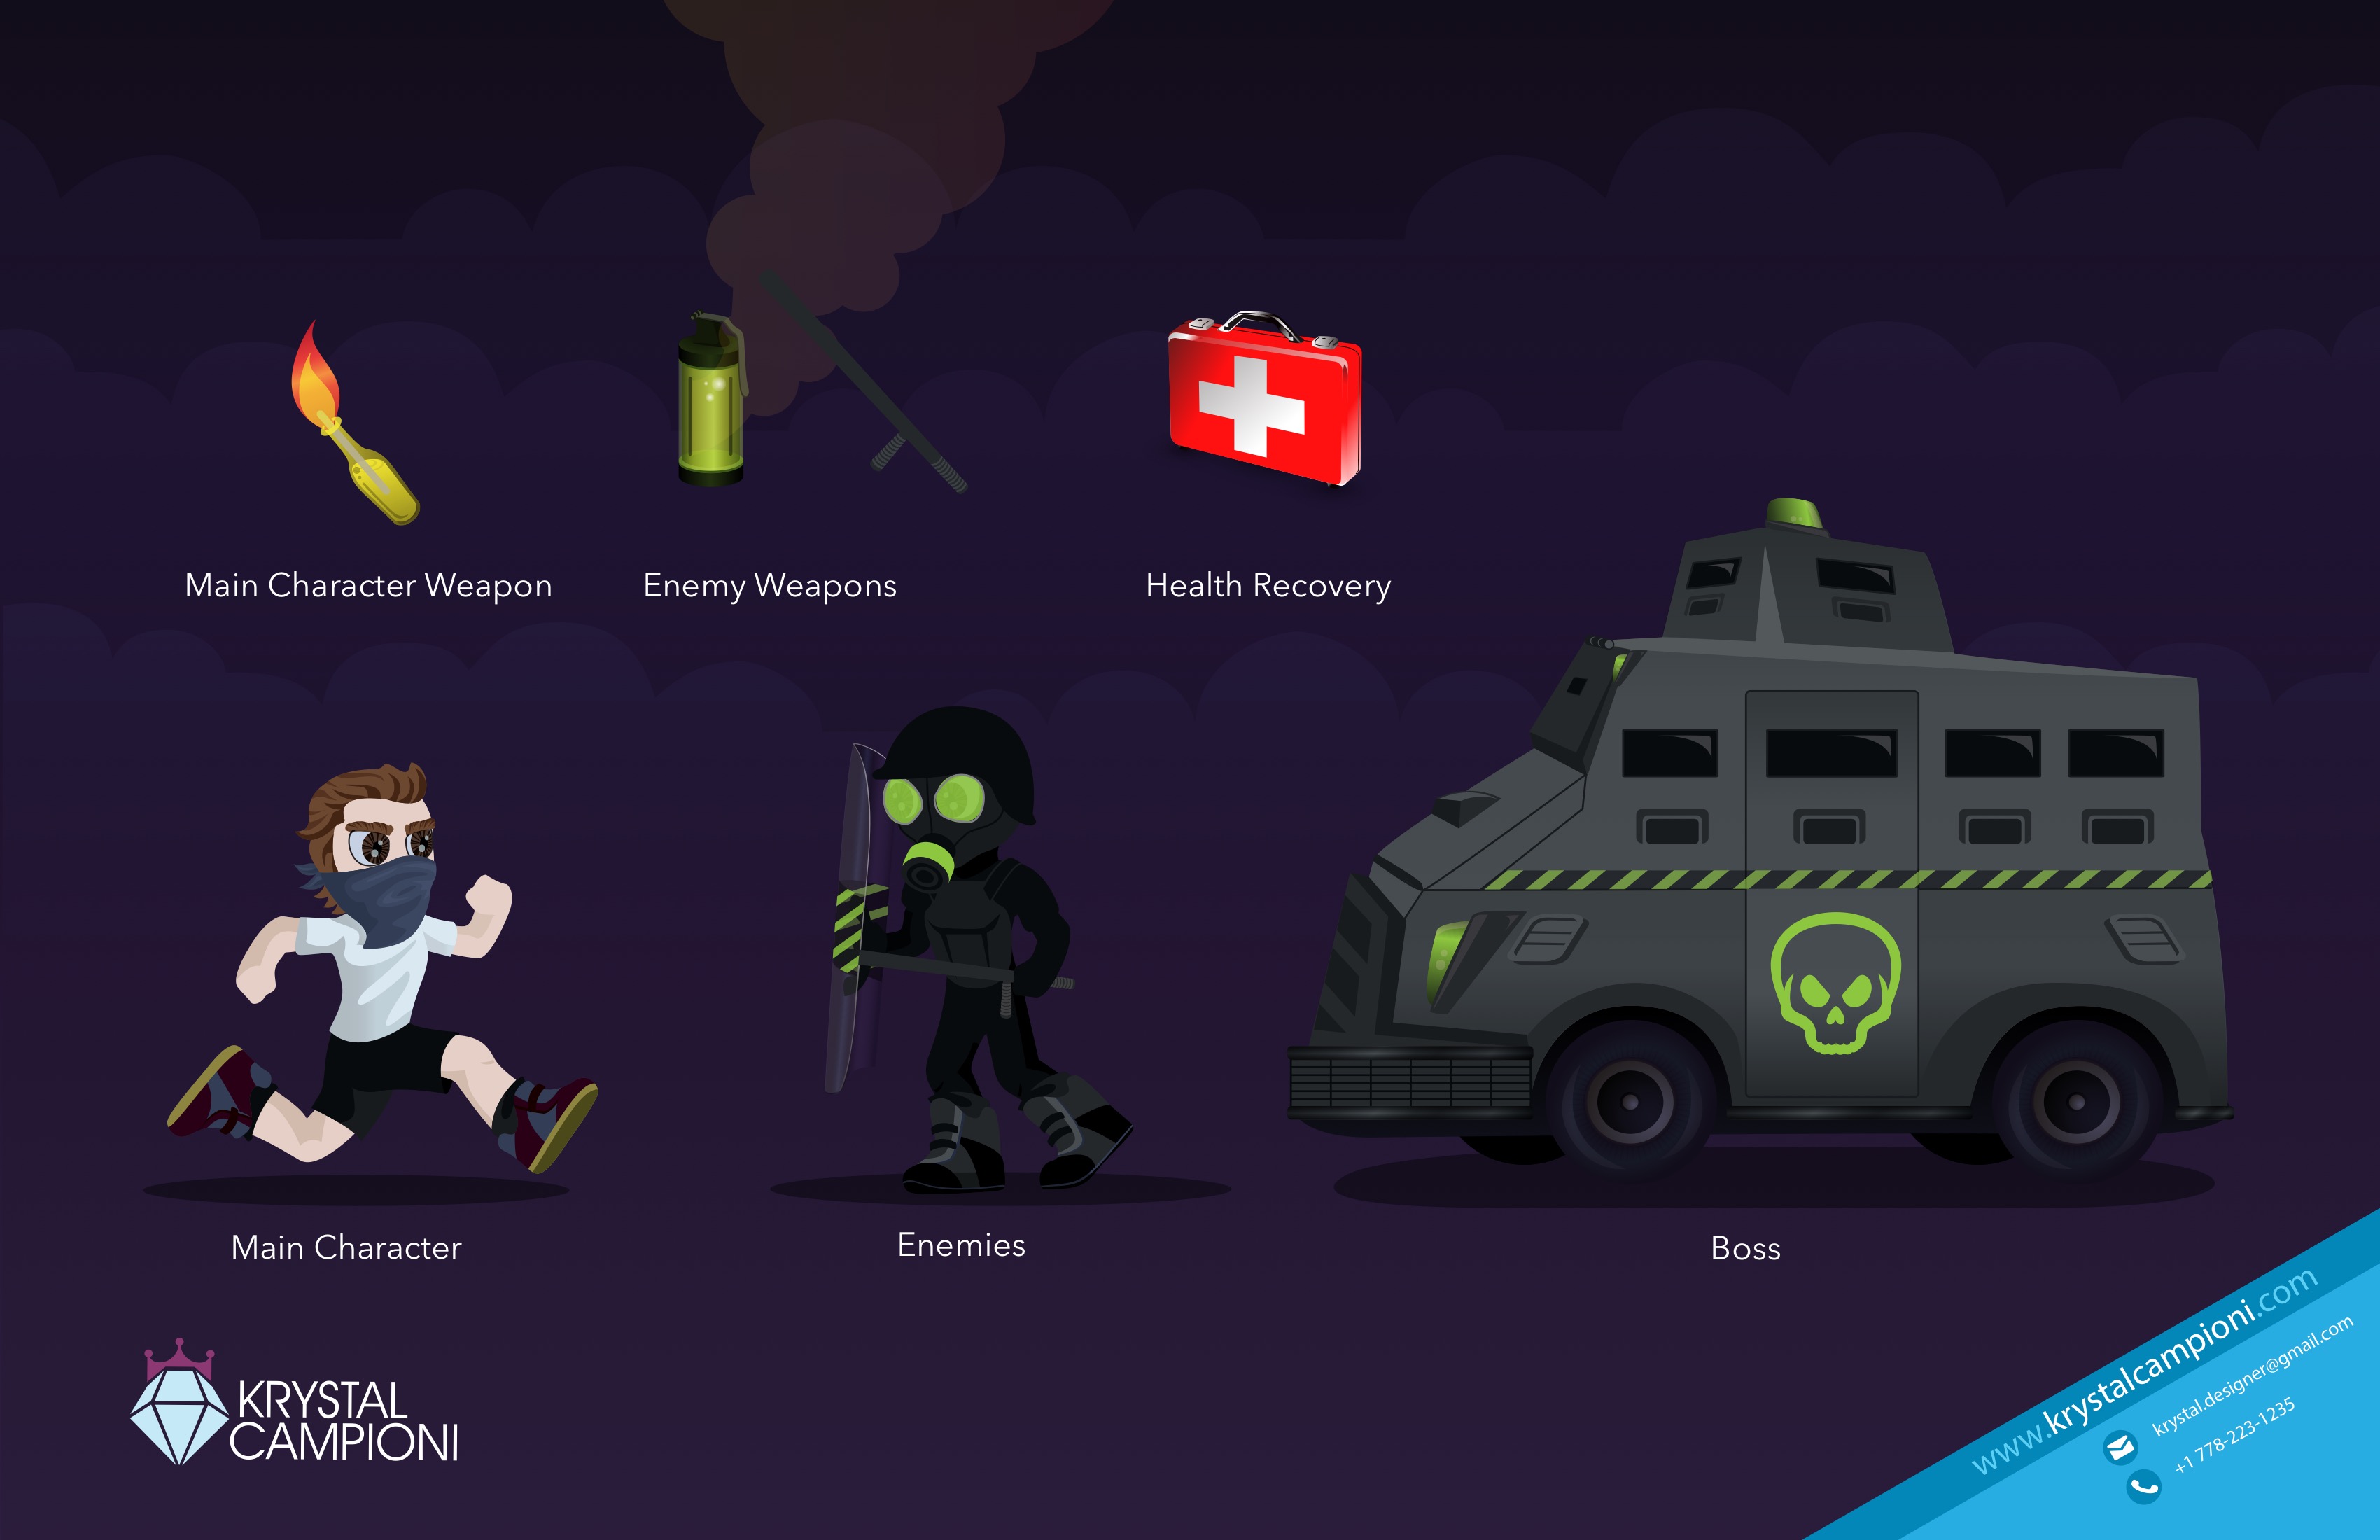 Main Character Weapon
Enemy Weapons
Health Recovery
Main Character
Enemies
Boss
KRYSTAL
CAMPIONI
www.krystalcampioni.com
krystal.designer@gmail.com
+1 778-223-1235